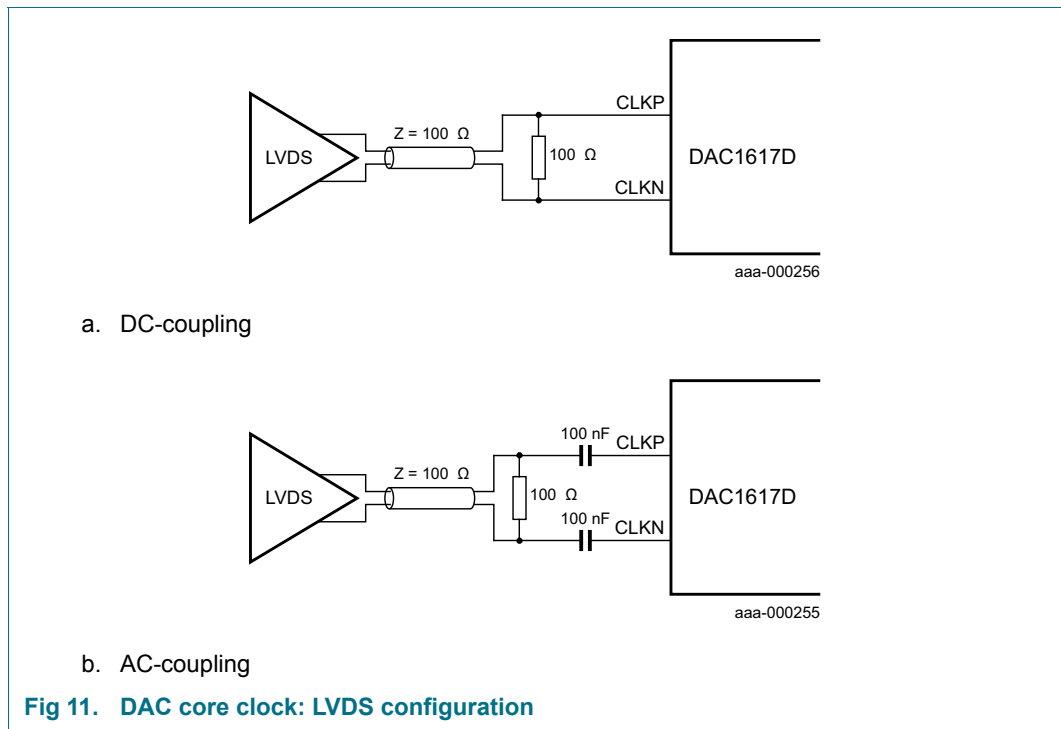 CLKP
Z = 100 Ω
LVDS
100 Ω
DAC1617D
CLKN
aaa-000256
a. DC-coupling
100 nF
CLKP
Z = 100 Ω
LVDS
100 Ω
DAC1617D
100 nF
CLKN
aaa-000255
b. AC-coupling
Fig 11. DAC core clock: LVDS configuration